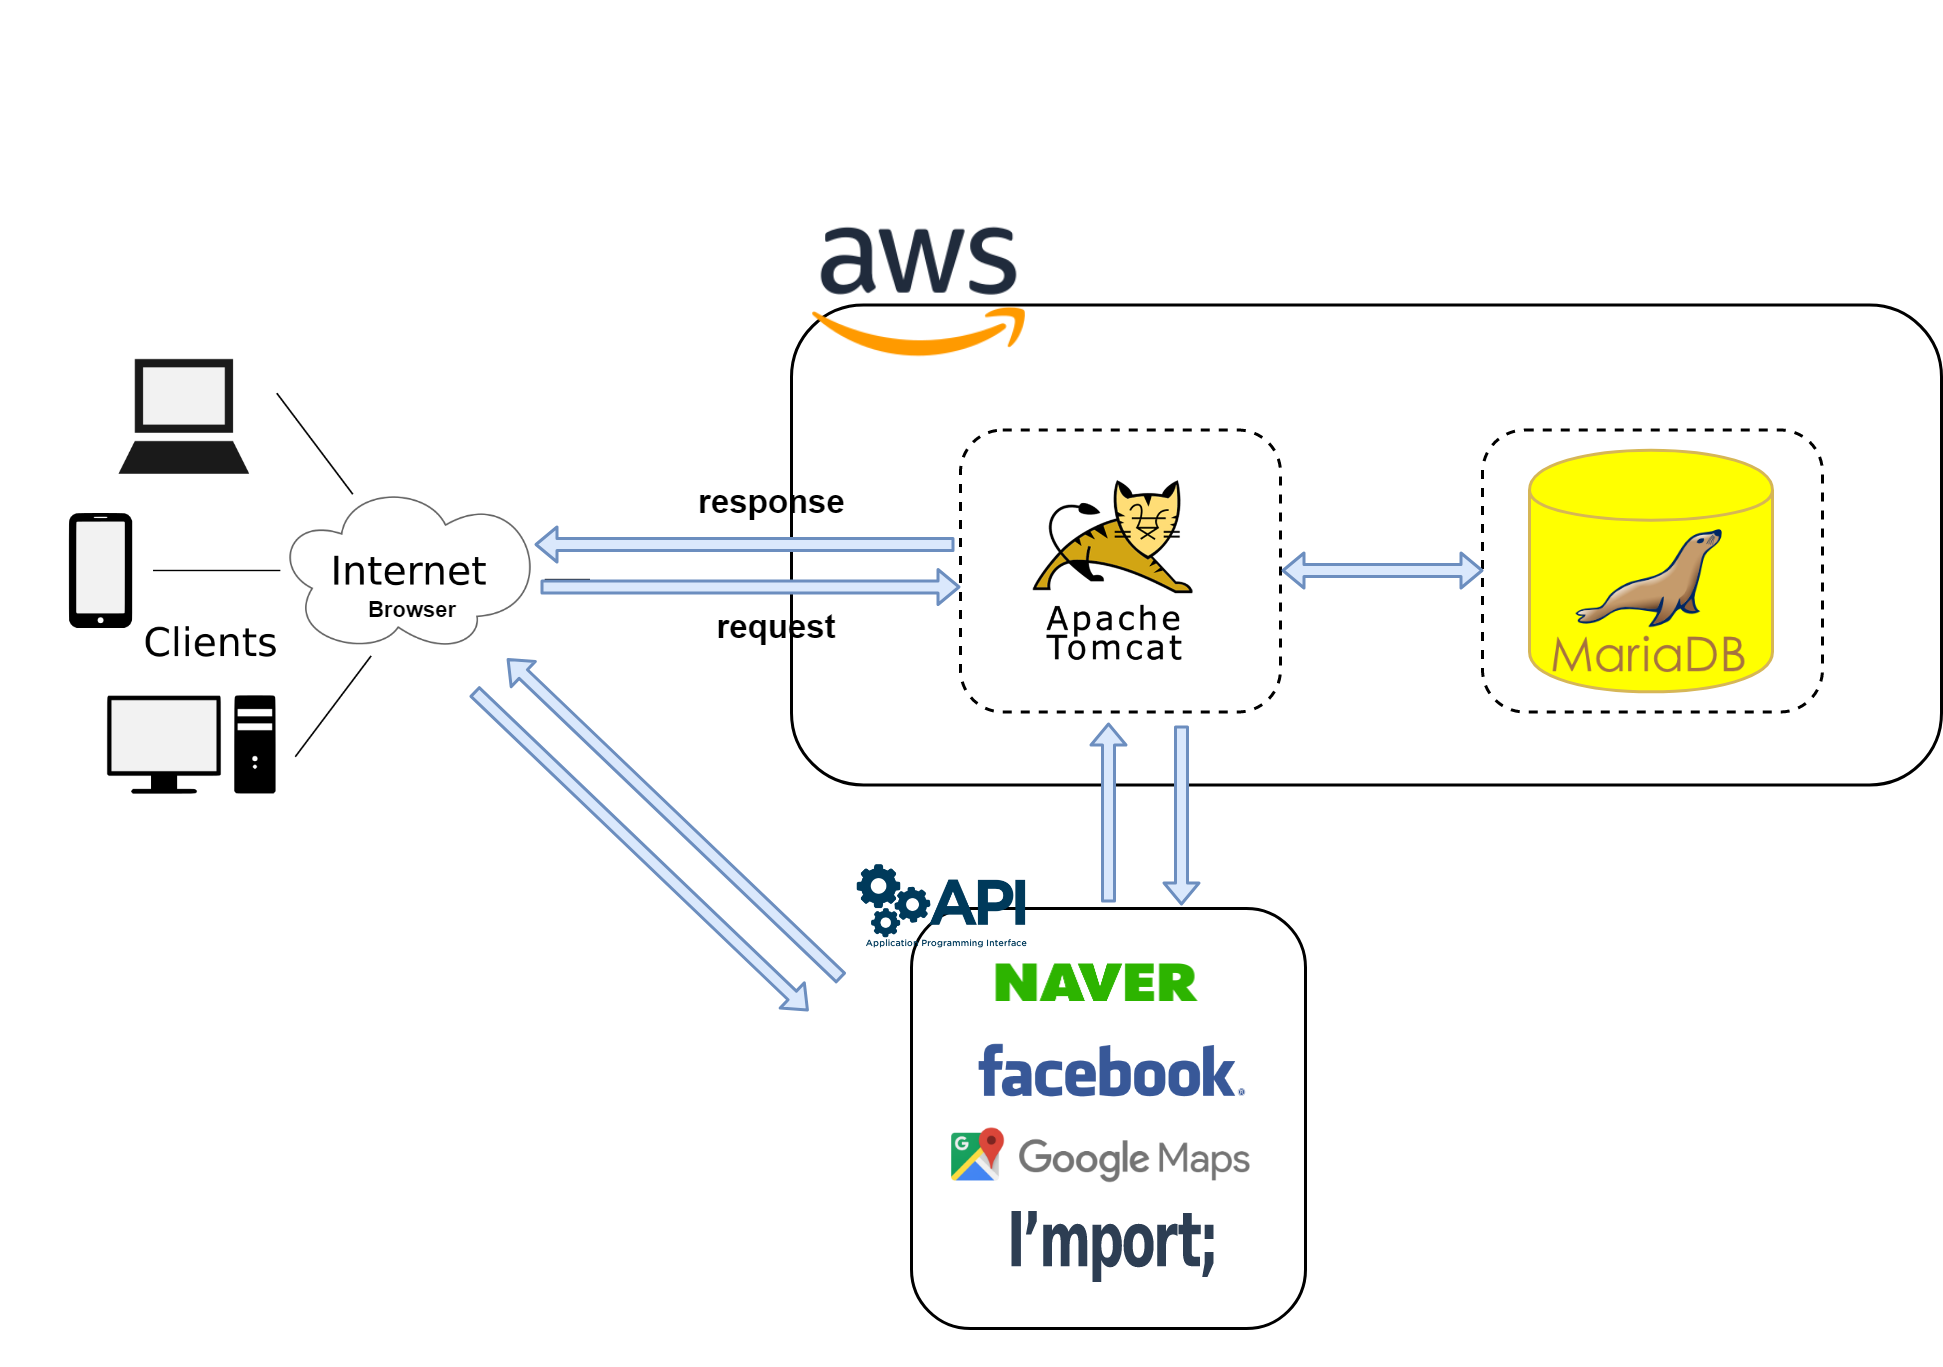 aws
response
Internet
Browser
request
Clients
Apache
Tomcat
MariaDB
API
Application Programming Interface
NAVER
facebook®
G
Google Maps
I'mport;